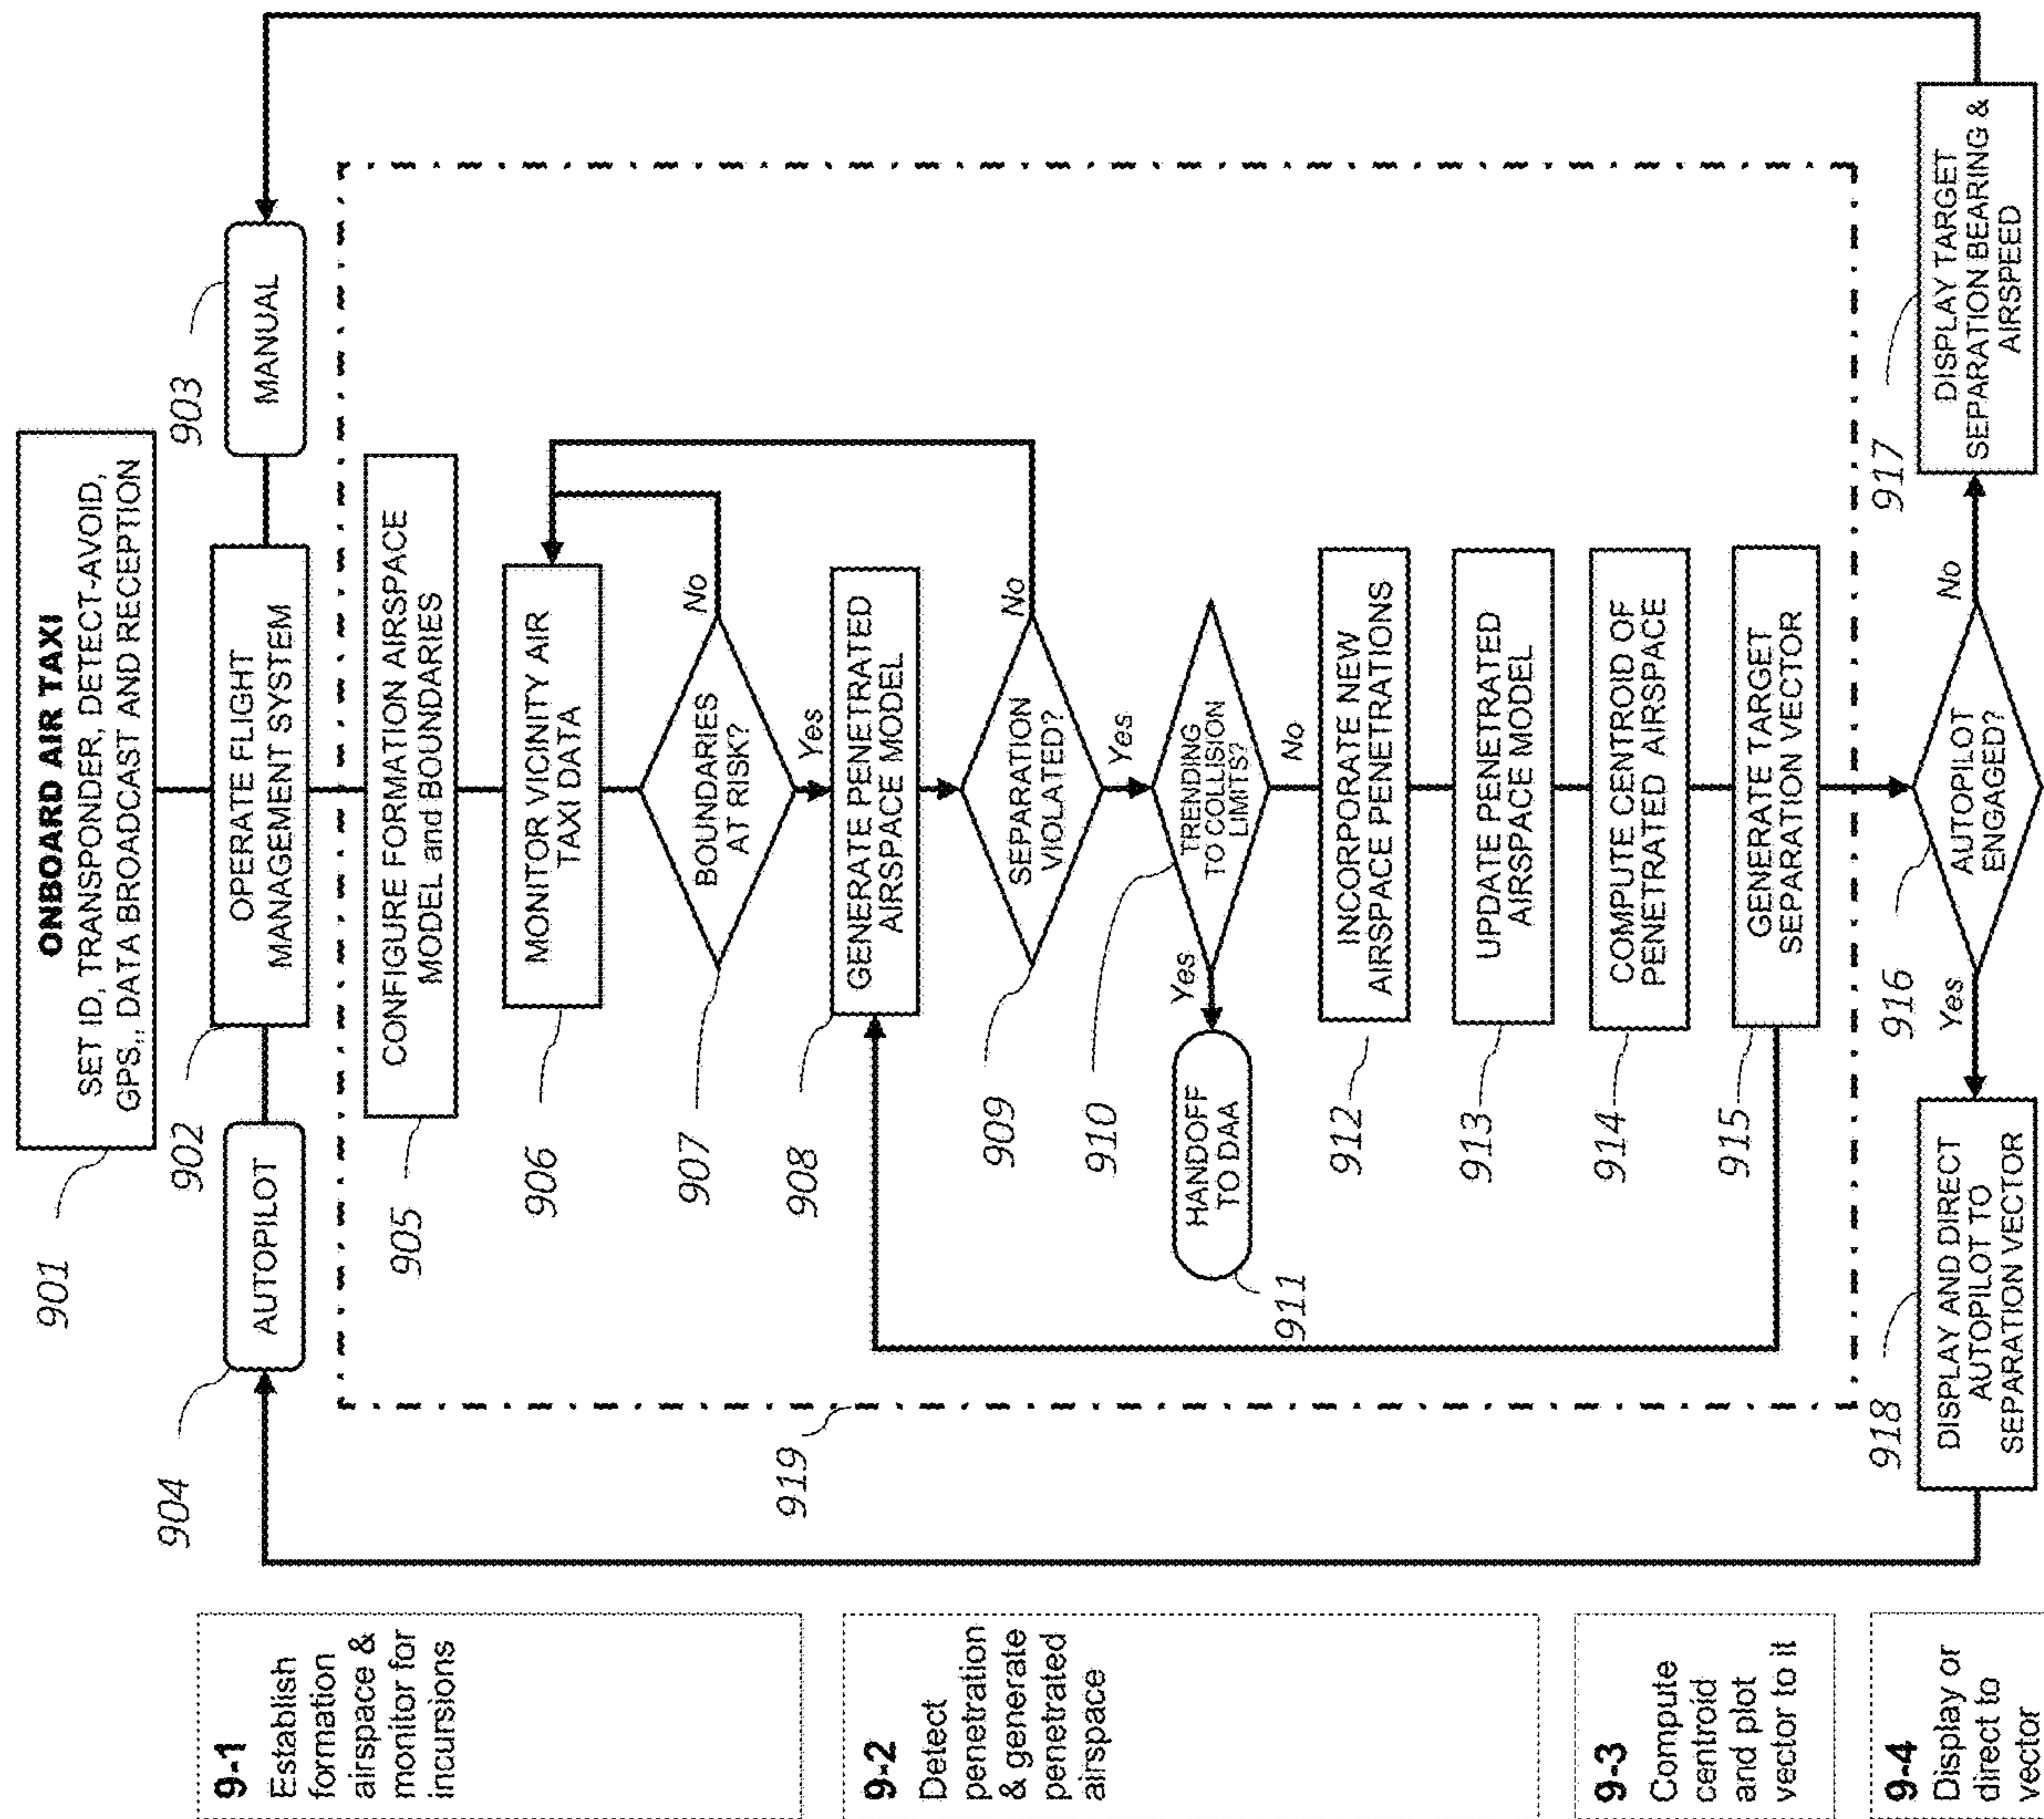 9-1
Establish
formation
airspace &
monitor for
incursions
9-2
Detect
penetration
& generate
penetrated
airspace
9-3
Compute
centroid
and plot
vector to it
9-4
Display or
direct to
vector
901
ONBOARD AIR TAXI
SET ID, TRANSPONDER, DETECT-AVOID,
GPS,, DATA BROADCAST AND RECEPTION
904
AUTOPILOT
902
OPERATE FLIGHT
MANAGEMENT SYSTEM
903
MANUAL
905
CONFIGURE FORMATION AIRSPACE
MODEL and BOUNDARIES
906
MONITOR VICINITY AIR
TAXI DATA
907
BOUNDARIES
AT RISK?
No
Yes
908
GENERATE PENETRATED
AIRSPACE MODEL
909
SEPARATION
VIOLATED?
No
Yes
910
TRENDING
TO COLLISION
LIMITS?
Yes
No
HANDOFF
TO DAA
911
912
INCORPORATE NEW
AIRSPACE PENETRATIONS
913
UPDATE PENETRATED
AIRSPACE MODEL
914
COMPUTE CENTROID OF
PENETRATED AIRSPACE
915
GENERATE TARGET
SEPARATION VECTOR
919
916
AUTOPILOT
ENGAGED?
Yes
No
918
DISPLAY AND DIRECT
AUTOPILOT TO
SEPARATION VECTOR
917
DISPLAY TARGET
SEPARATION BEARING &
AIRSPEED